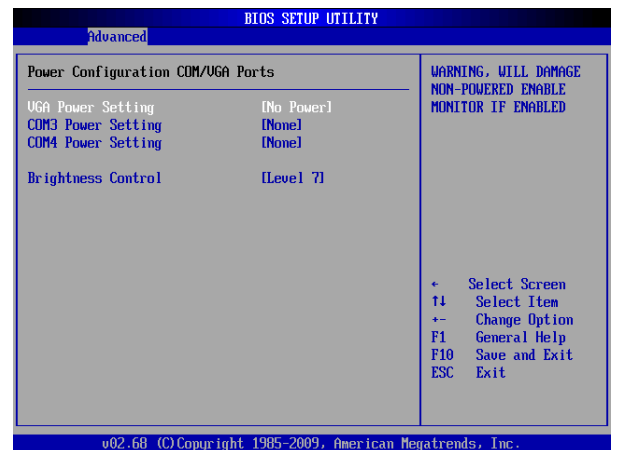 BIOS SETUP UTILITY
Advanced
Power Configuration COM/VGA Ports
VGA Power Setting [No Power]
COM3 Power Setting [None]
COM4 Power Setting [None]
Brightness Control [Level 7]
WARNING, WILL DAMAGE
NON-POWERED ENABLE
MONITOR IF ENABLED
← Select Screen
↑↓ Select Item
+- Change Option
F1 General Help
F10 Save and Exit
ESC Exit
v02.68 (C)Copyright 1985-2009, American Megatrends, Inc.